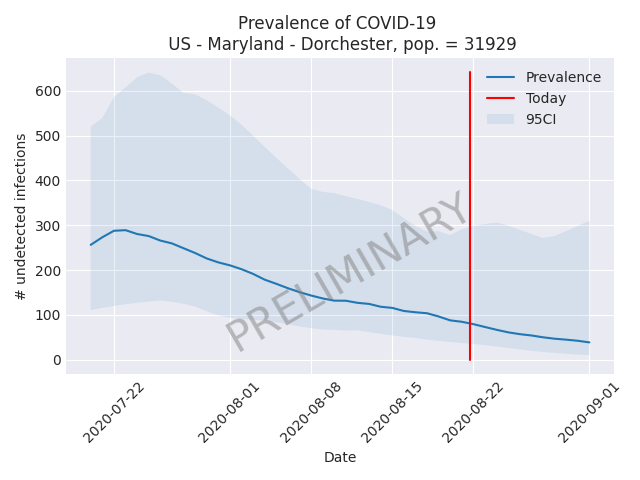 Prevalence of COVID-19
US - Maryland - Dorchester, pop. = 31929
Prevalence
Today
95CI
600
500
400
300
200
100
0
# undetected infections
PRELIMINARY
2020-07-22
2020-08-01
2020-08-08
2020-08-15
2020-08-22
2020-09-01
Date